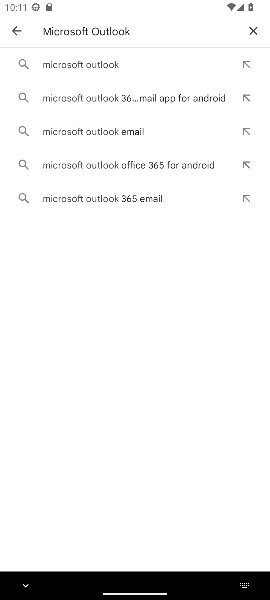 10:11
Microsoft Outlook
microsoft outlook
microsoft outlook 36...mail app for android
microsoft outlook email
microsoft outlook office 365 for android
microsoft outlook 365 email